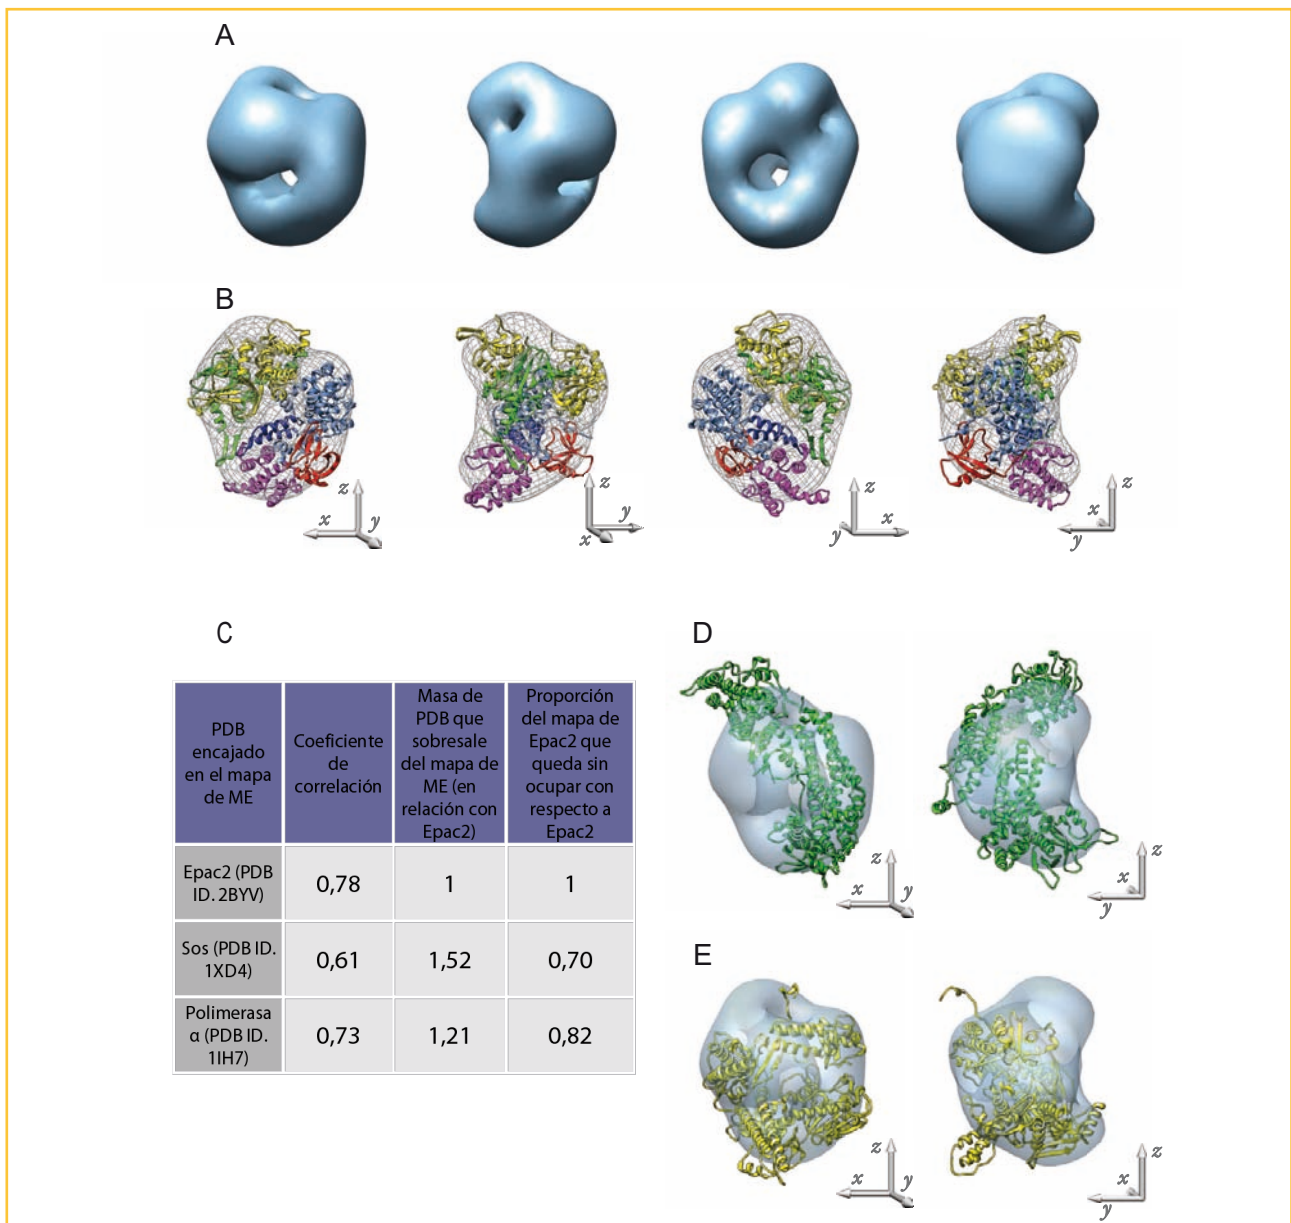 A
B
z
x
y
z
y
x
z
x
y
z
x
y
C
PDB
encajado
en el mapa
de ME
Coeficiente
de
correlación
Masa de
PDB que
sobresale
del mapa de
ME (en
relación con
Epac2)
Proporción
del mapa de
Epac2 que
queda sin
ocupar con
respecto a
Epac2
Epac2 (PDB
ID. 2BYV)
0,78
1
1
Sos (PDB ID.
1XD4)
0,61
1,52
0,70
Polimerasa
α (PDB ID.
1IH7)
0,73
1,21
0,82
D
z
x
y
z
x
y
E
z
x
y
z
x
y